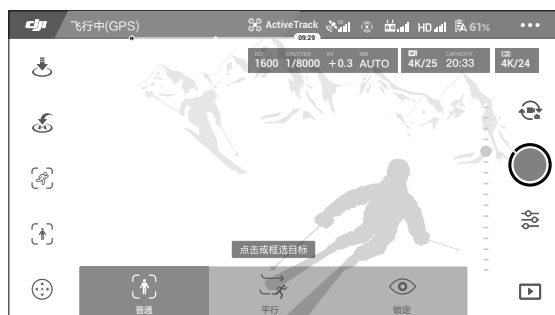 dji 飞行中(GPS) ActiveTrack 12 HD 61%
09:29
ISO SHUTTER EV WB CAPACITY
1600 1/8000 +0.3 AUTO 4K/25 20:33 4K/24
点击或框选目标
普通 平行 锁定